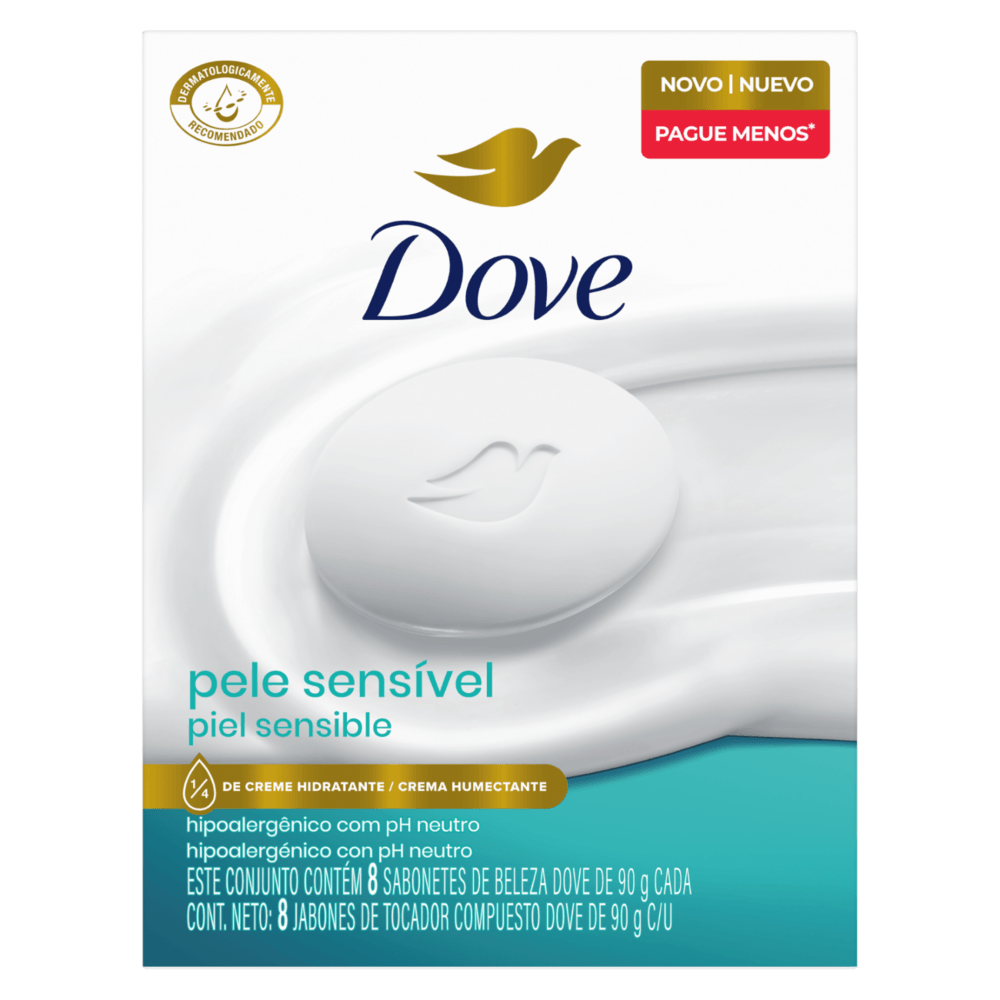 DERMATOLOGICAMENTE
RECOMENDADO
NOVO | NUEVO
PAGUE MENOS*
Dove
pele sensível
piel sensible
1/4 DE CREME HIDRATANTE / CREMA HUMECTANTE
hipoalergênico com pH neutro
hipoalergénico con pH neutro
ESTE CONJUNTO CONTÉM 8 SABONETES DE BELEZA DOVE DE 90 g CADA
CONT. NETO: 8 JABONES DE TOCADOR COMPUESTO DOVE DE 90 g C/U